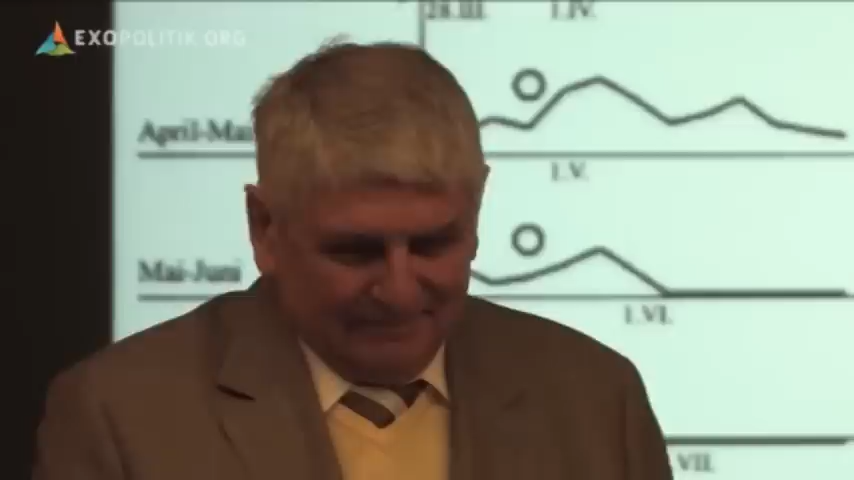 EXOPOLITIK.ORG
28.III. 1.IV.
April-Mai
1.V.
Mai-Juni
1.VI.
VII.